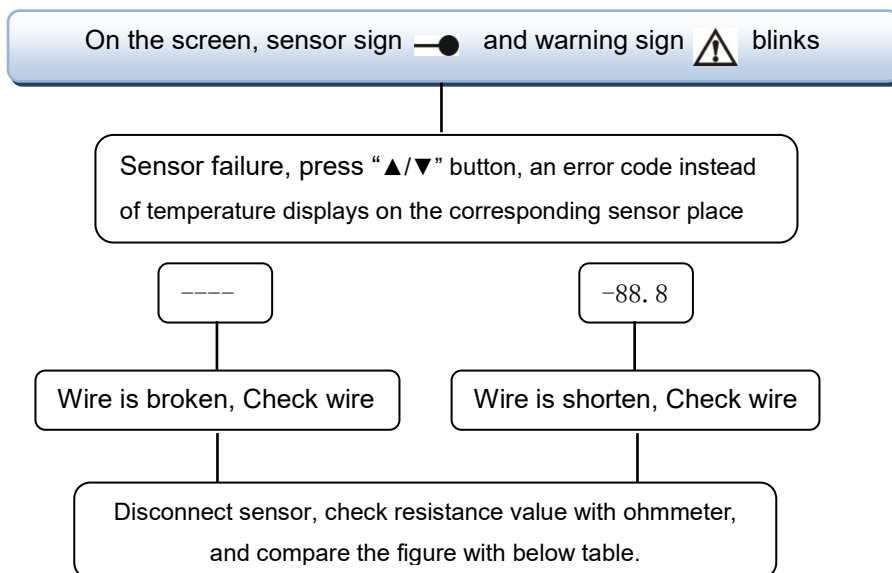 On the screen, sensor sign and warning sign blinks
Sensor failure, press “▲/▼” button, an error code instead
of temperature displays on the corresponding sensor place
----
-88.8
Wire is broken, Check wire
Wire is shorten, Check wire
Disconnect sensor, check resistance value with ohmmeter,
and compare the figure with below table.